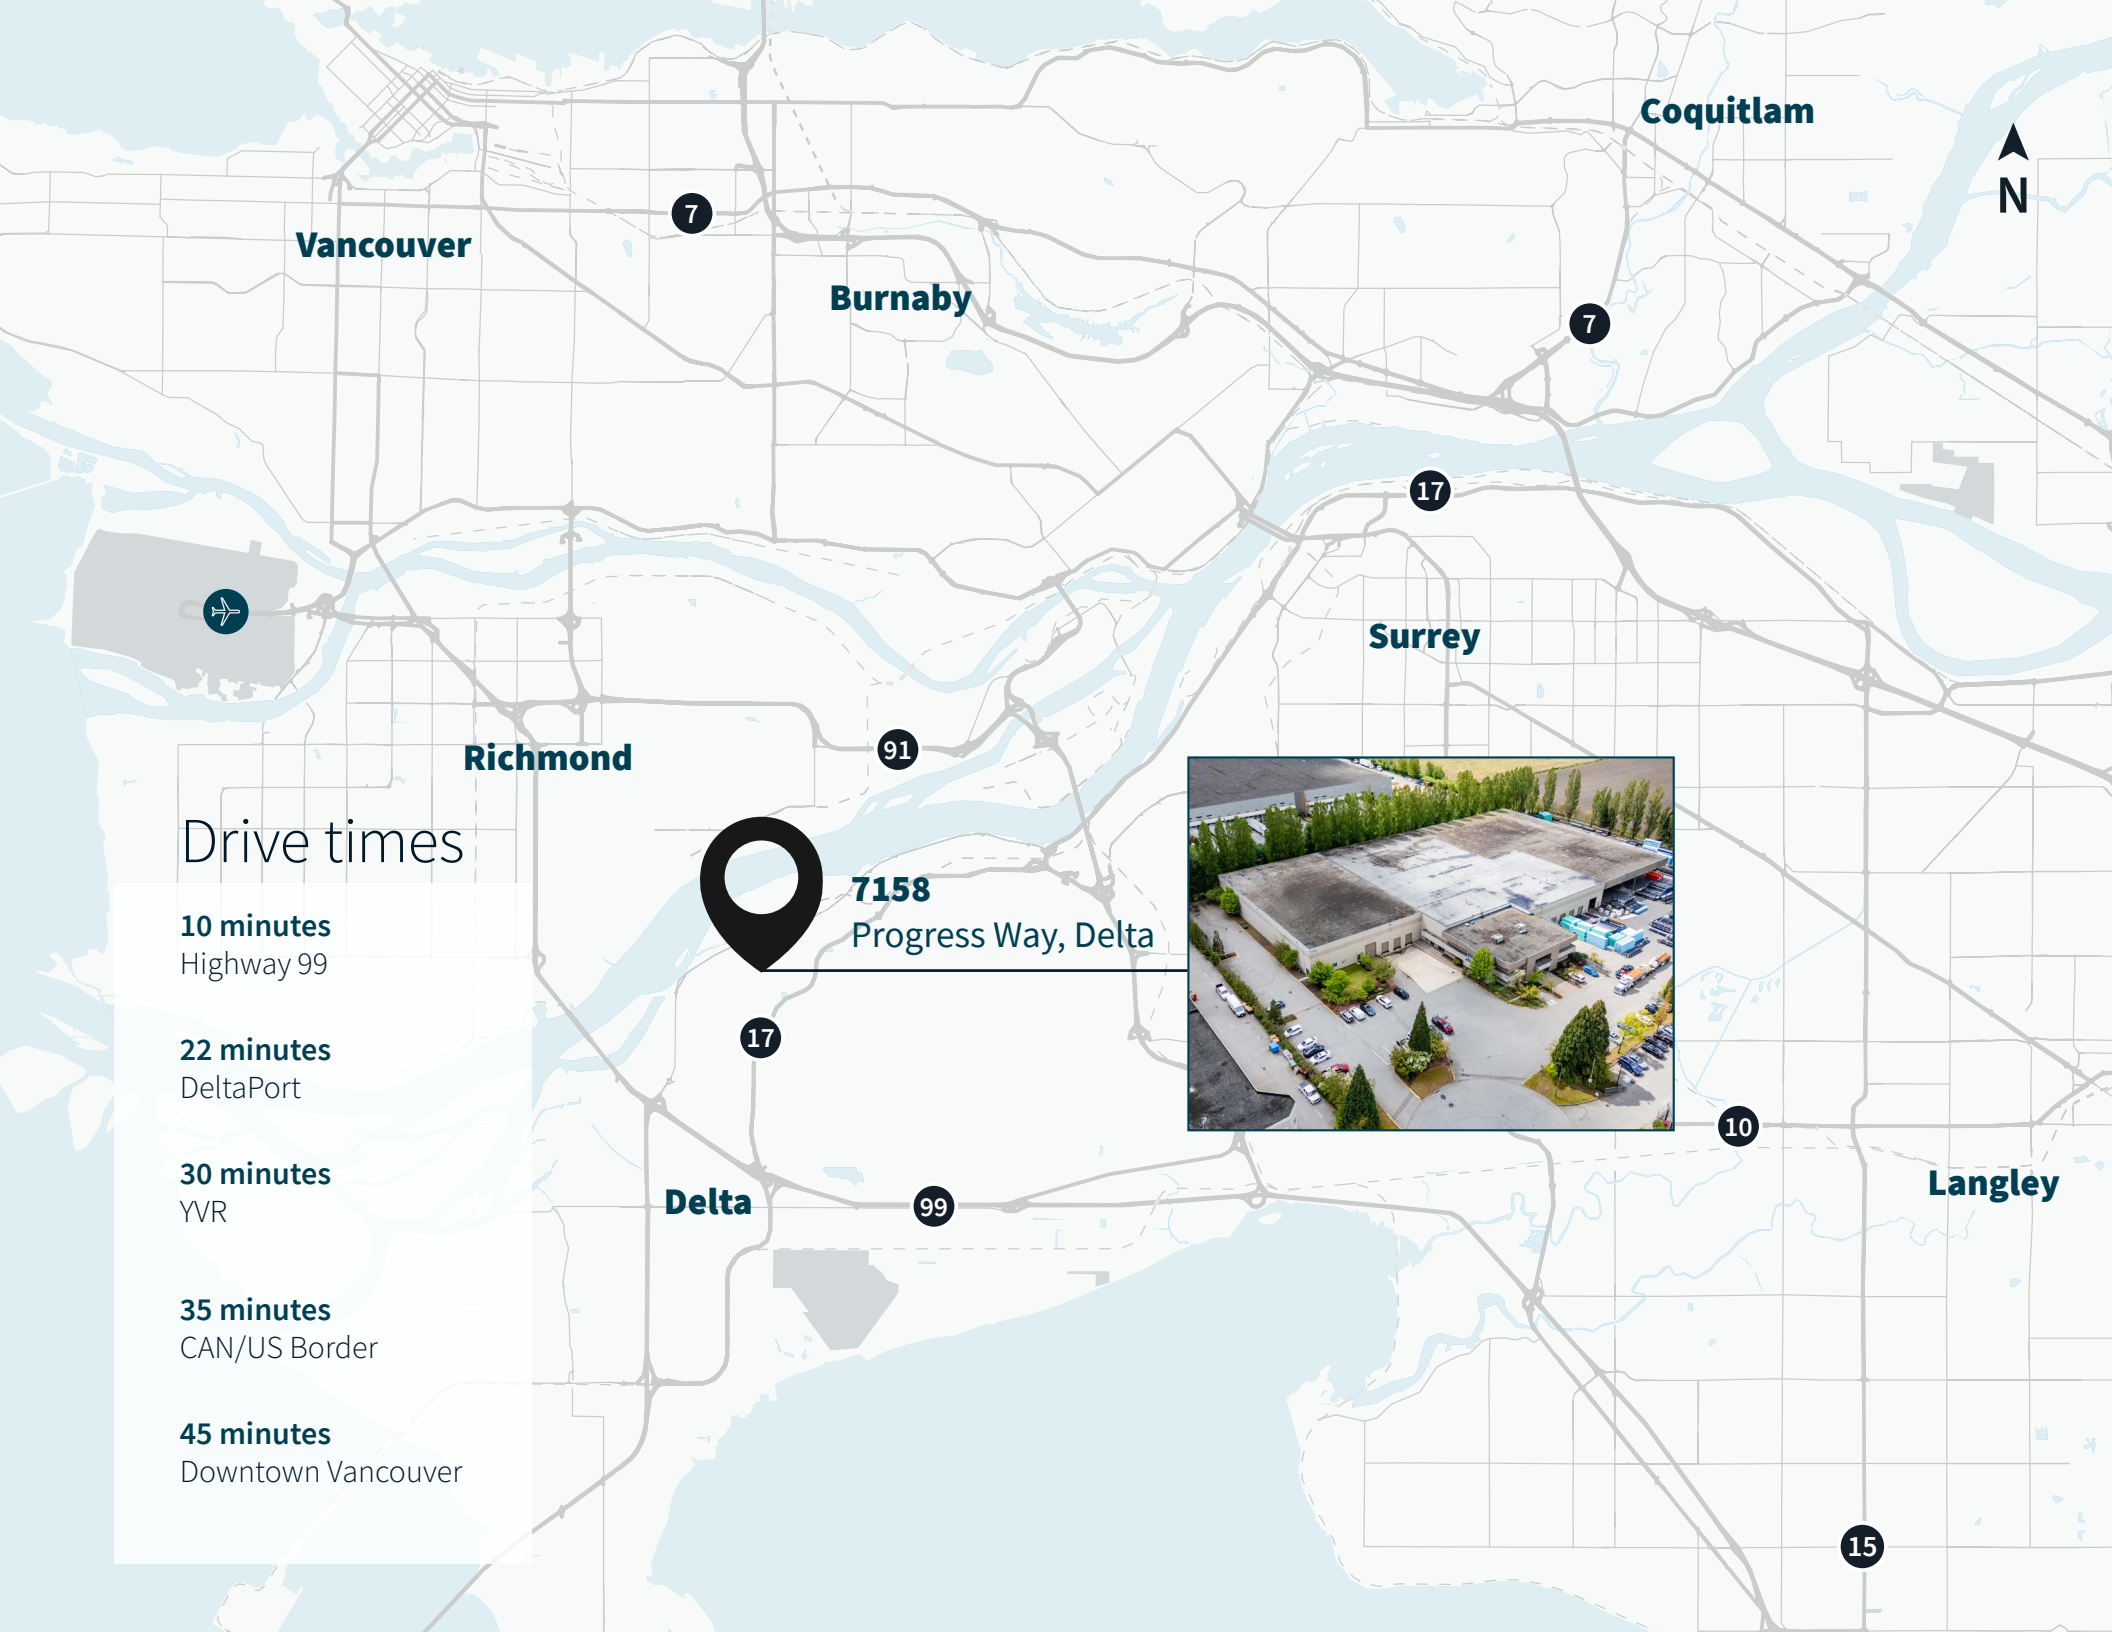 Coquitlam
N
7
Vancouver
Burnaby
7
17
Surrey
91
Richmond
Drive times
10 minutes
Highway 99
22 minutes
DeltaPort
30 minutes
YVR
35 minutes
CAN/US Border
45 minutes
Downtown Vancouver
7158
Progress Way, Delta
17
10
Delta
99
Langley
15